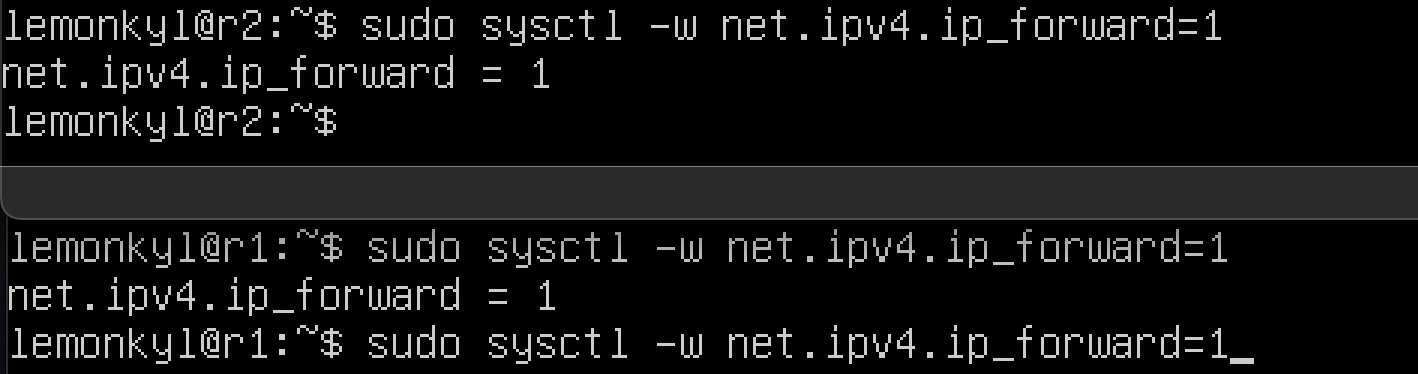 lemonkyl@r2:~$ sudo sysctl -w net.ipv4.ip_forward=1
net.ipv4.ip_forward = 1
lemonkyl@r2:~$
lemonkyl@r1:~$ sudo sysctl -w net.ipv4.ip_forward=1
net.ipv4.ip_forward = 1
lemonkyl@r1:~$ sudo sysctl -w net.ipv4.ip_forward=1_